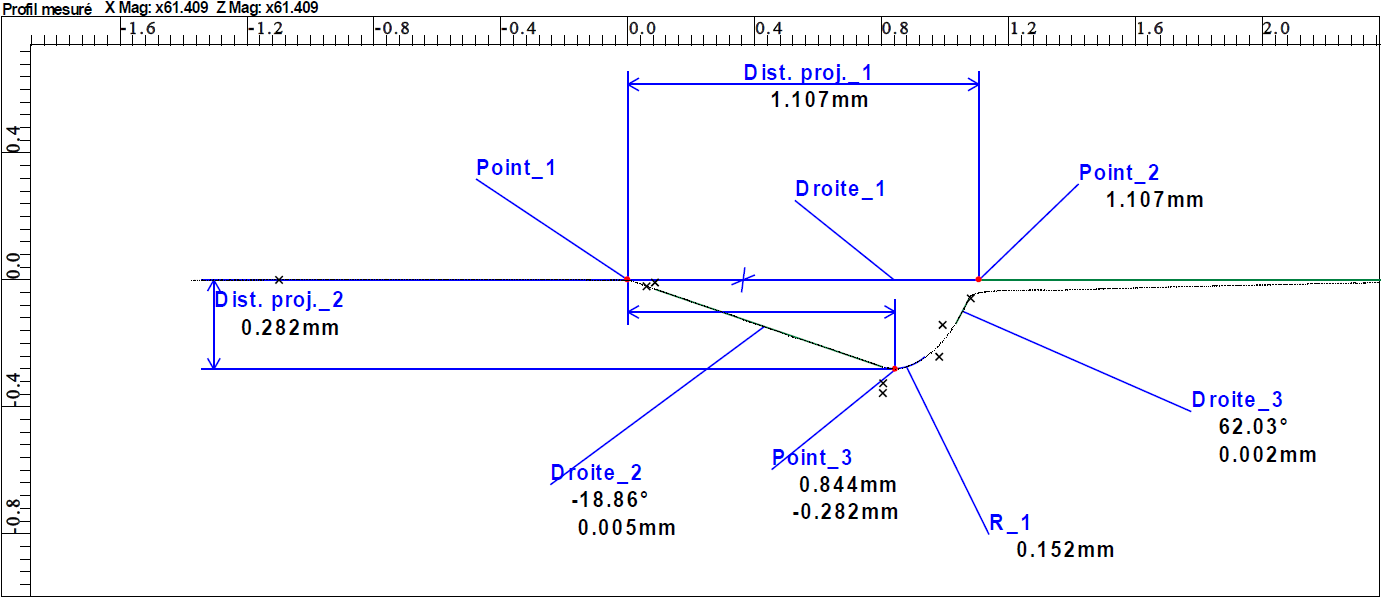 Profil mesuré X Mag: x61.409 Z Mag: x61.409
-1.6 -1.2 -0.8 -0.4 0.0 0.4 0.8 1.2 1.6 2.0
Dist. proj._1
1.107mm
0.4
Point_1
Droite_1
Point_2
1.107mm
0.0
Dist. proj._2
0.282mm
-0.4
Droite_3
62.03°
0.002mm
Droite_2
-18.86°
0.005mm
Point_3
0.844mm
-0.282mm
-0.8
R_1
0.152mm